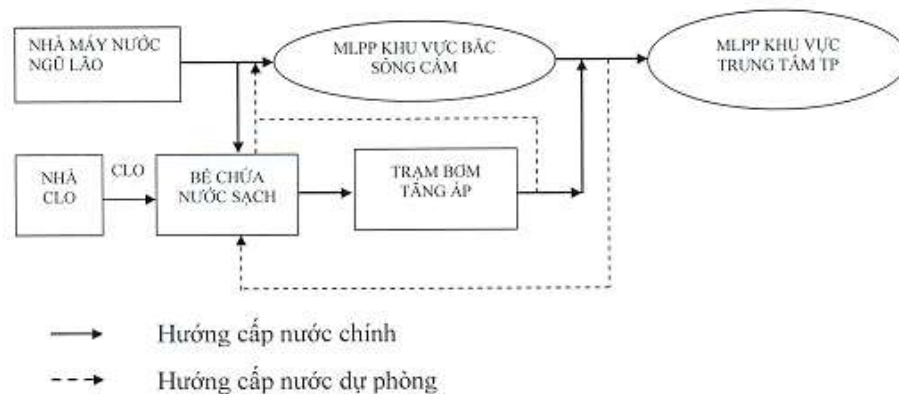 NHÀ MÁY NƯỚC
NGŨ LÃO
MLPP KHU VỰC BẮC
SÔNG CẤM
MLPP KHU VỰC
TRUNG TÂM TP
NHÀ
CLO
CLO
BỂ CHỨA
NƯỚC SẠCH
TRẠM BƠM
TĂNG ÁP
Hướng cấp nước chính
Hướng cấp nước dự phòng